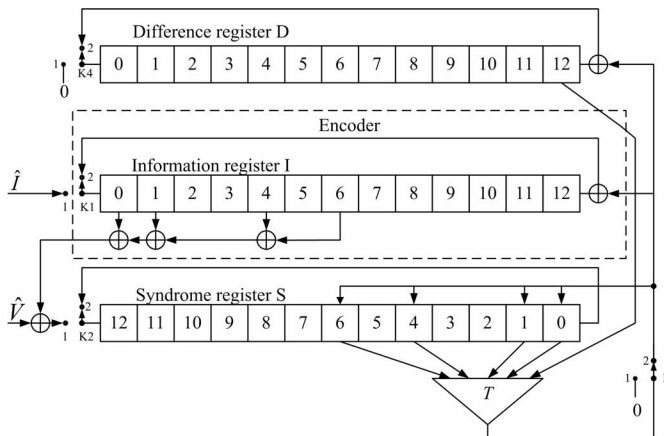 Difference register D
2
1
K4
0
0 1 2 3 4 5 6 7 8 9 10 11 12
Encoder
Information register I
Î
2
1
K1
0 1 2 3 4 5 6 7 8 9 10 11 12
Syndrome register S
V̂
2
1
K2
12 11 10 9 8 7 6 5 4 3 2 1 0
T
2
1
0